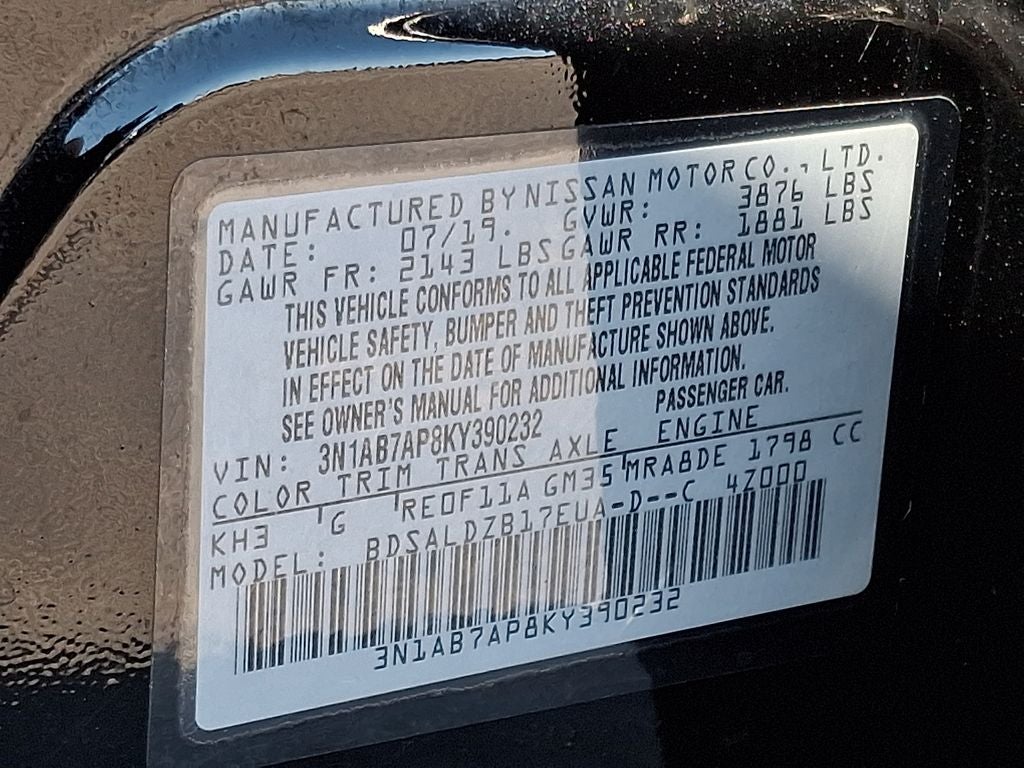 MANUFACTURED BY NISSAN MOTOR CO., LTD.
DATE: 07/19. GVWR: 3876 LBS
GAWR FR: 2143 LBS GAWR RR: 1881 LBS
THIS VEHICLE CONFORMS TO ALL APPLICABLE FEDERAL MOTOR
VEHICLE SAFETY, BUMPER AND THEFT PREVENTION STANDARDS
IN EFFECT ON THE DATE OF MANUFACTURE SHOWN ABOVE.
SEE OWNER'S MANUAL FOR ADDITIONAL INFORMATION.
VIN: 3N1AB7AP8KY390232 PASSENGER CAR.
COLOR TRIM TRANS AXLE ENGINE
KH3 G RE0F11A GM35 MRA8DE 1798 CC
MODEL: BDSALDZB17EUA-D--C 4Z000
3N1AB7AP8KY390232